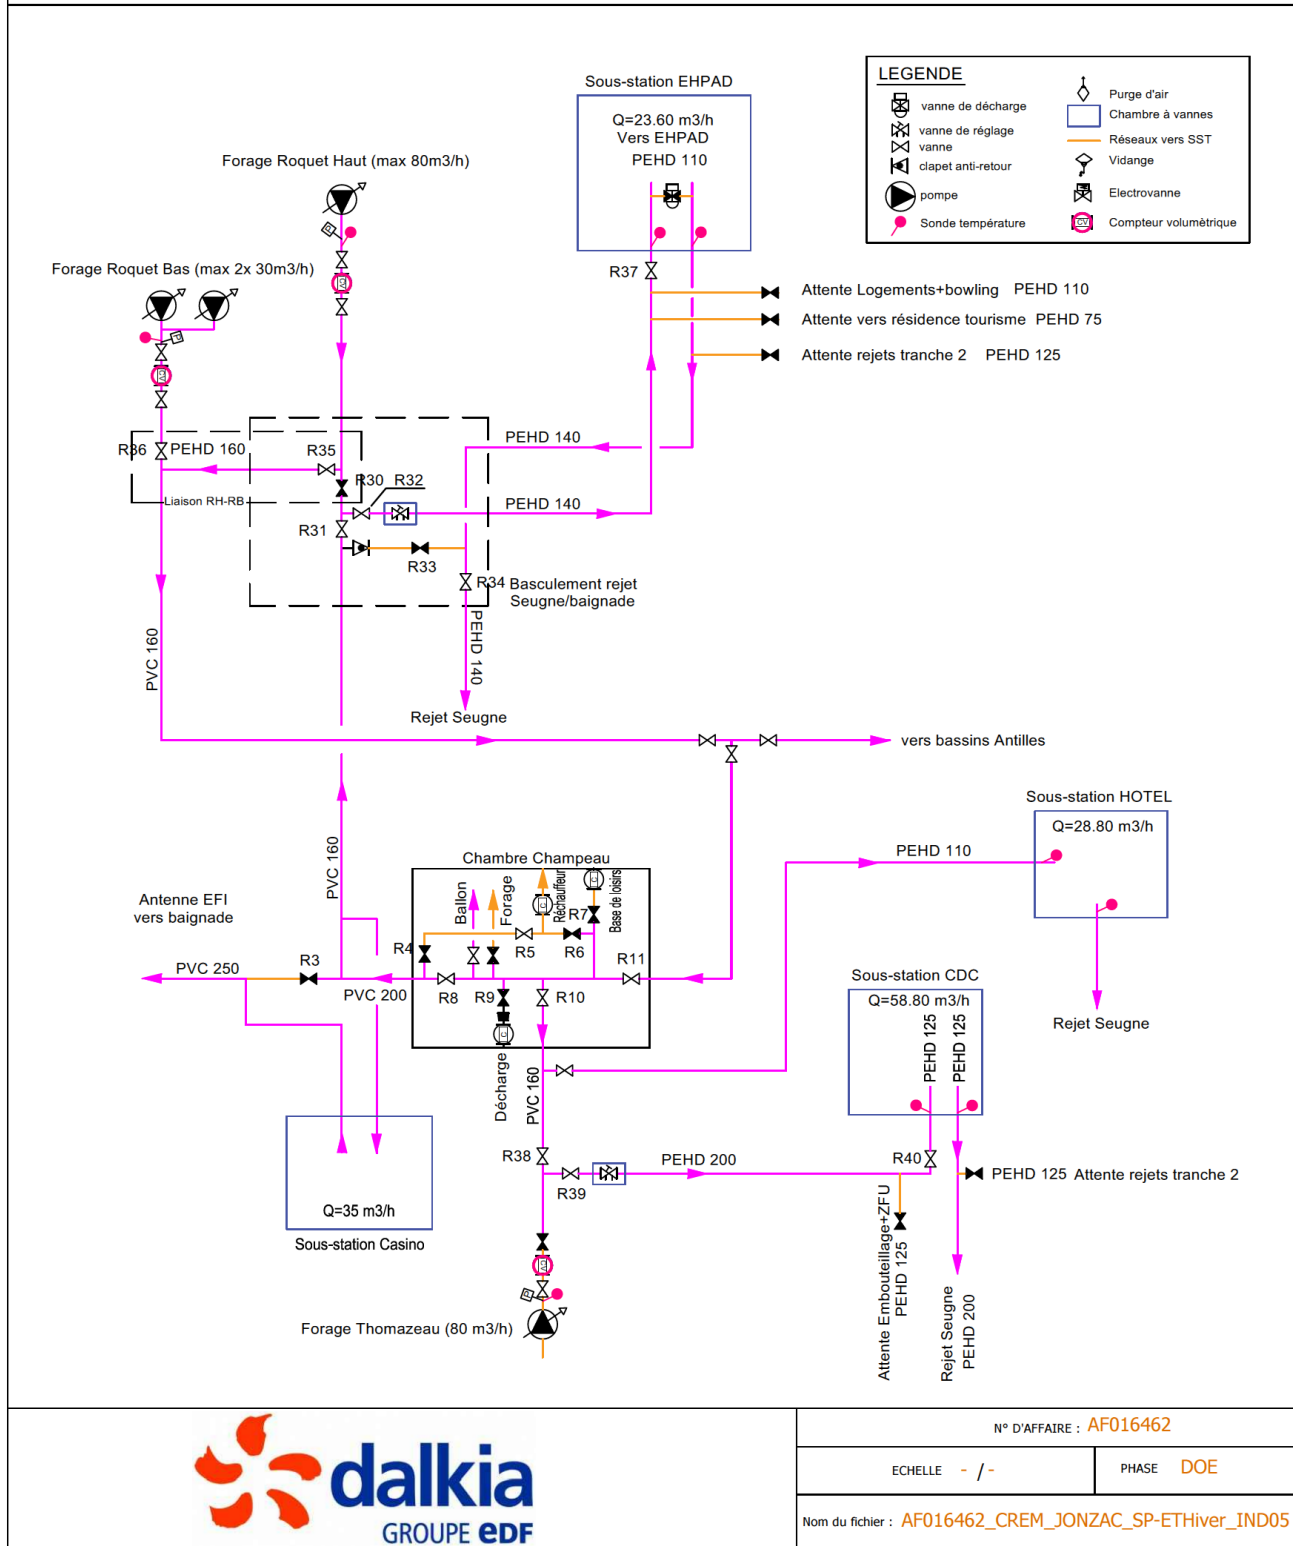 LEGENDE
vanne de décharge
vanne de réglage
vanne
clapet anti-retour
pompe
Sonde température
Purge d'air
Chambre à vannes
Réseaux vers SST
Vidange
Electrovanne
CV
Compteur volumètrique
Sous-station EHPAD
Q=23.60 m3/h
Vers EHPAD
PEHD 110
Forage Roquet Haut (max 80m3/h)
P
CV
Forage Roquet Bas (max 2x 30m3/h)
P
CV
R37
Attente Logements+bowling PEHD 110
Attente vers résidence tourisme PEHD 75
Attente rejets tranche 2 PEHD 125
R36
PEHD 160
R35
PEHD 140
R30
R32
Liaison RH-RB
PEHD 140
R31
R33
R34
Basculement rejet
Seugne/baignade
PEHD 140
PVC 160
Rejet Seugne
vers bassins Antilles
Sous-station HOTEL
Q=28.80 m3/h
PEHD 110
PVC 160
Chambre Champeau
Ballon
Forage
C
Réchauffeur
C
Base de loisirs
Antenne EFI
vers baignade
R7
R4
R5
R6
R3
R11
PVC 250
PVC 200
R8
R9
R10
C
Décharge
Sous-station CDC
Q=58.80 m3/h
PEHD 125
PEHD 125
Rejet Seugne
PVC 160
R38
R39
PEHD 200
R40
PEHD 125 Attente rejets tranche 2
Q=35 m3/h
Sous-station Casino
CV
P
Forage Thomazeau (80 m3/h)
Attente Embouteillage+ZFU
PEHD 125
Rejet Seugne
PEHD 200
dalkia
GROUPE eDF
N° D'AFFAIRE : AF016462
ECHELLE - / -
PHASE DOE
Nom du fichier : AF016462_CREM_JONZAC_SP-ETHiver_IND05